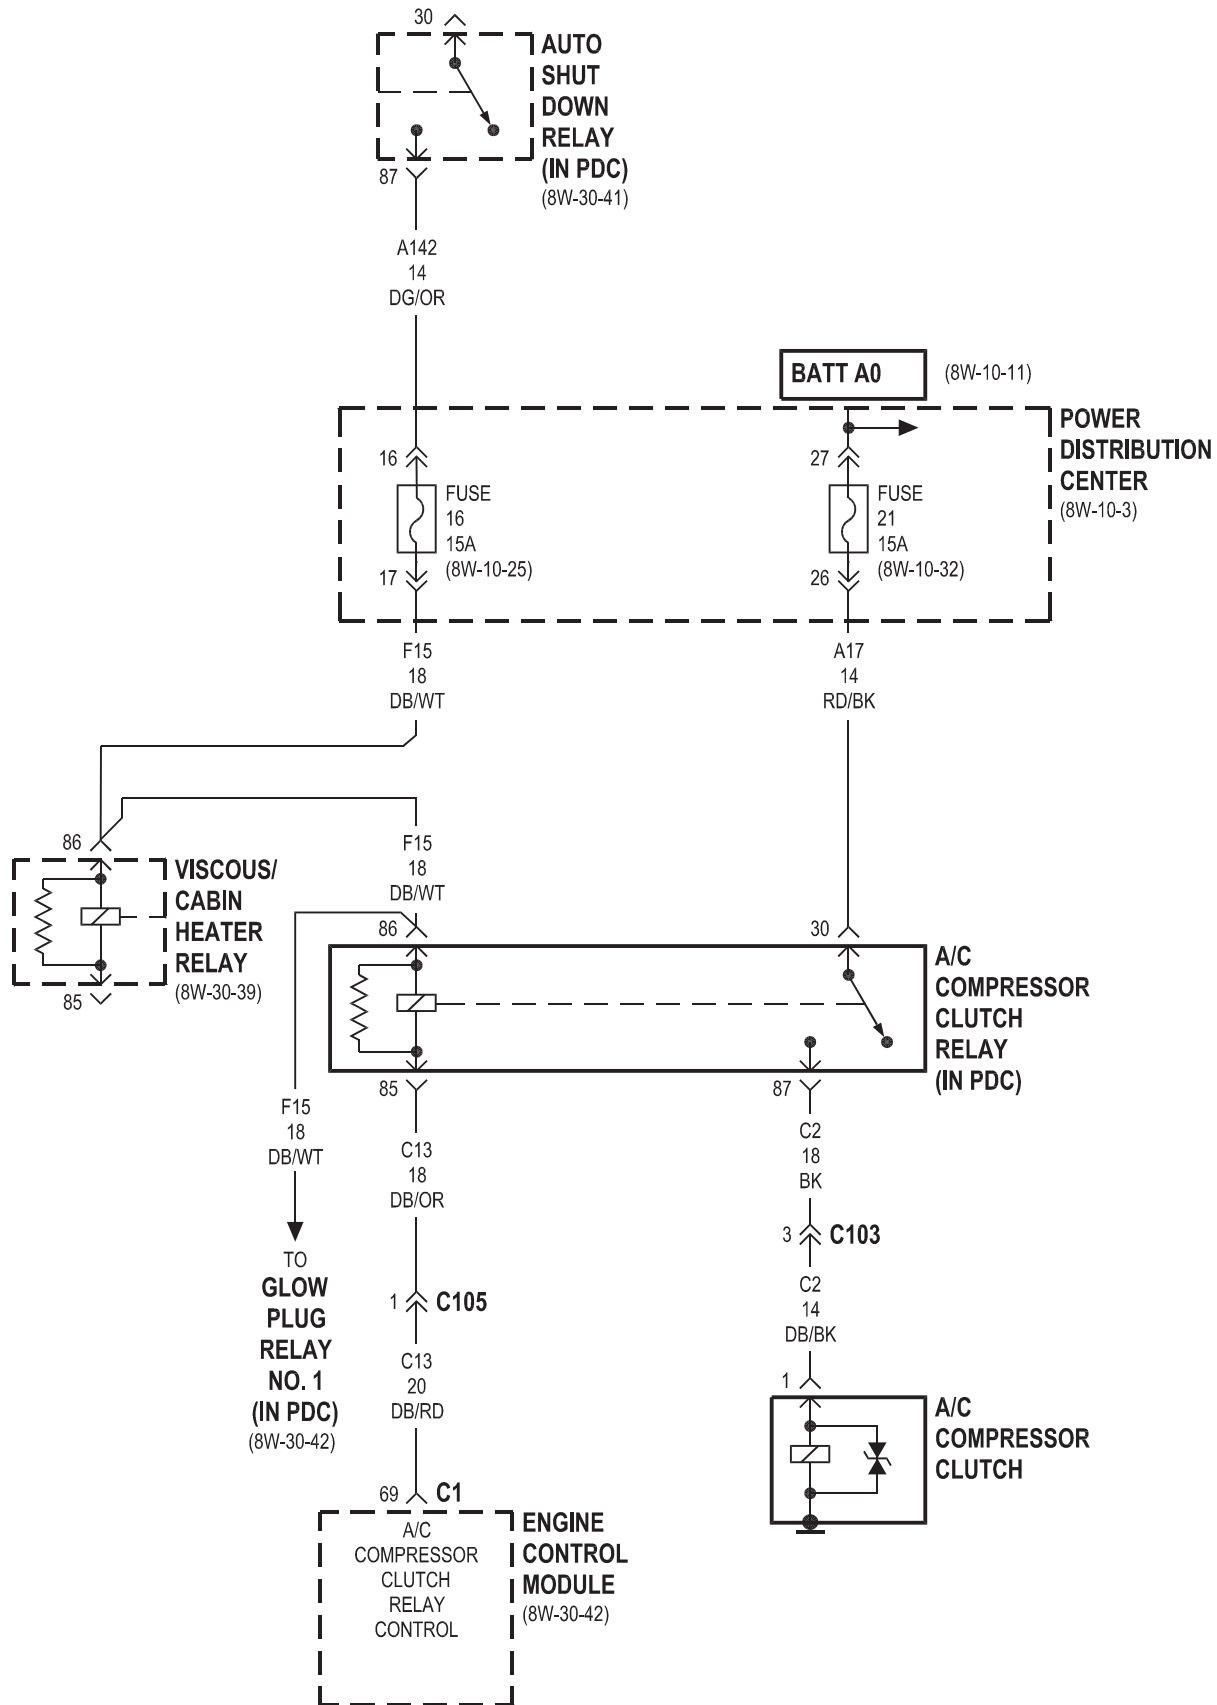 30
AUTO
SHUT
DOWN
RELAY
(IN PDC)
(8W-30-41)
87
A142
14
DG/OR
BATT A0
(8W-10-11)
POWER
DISTRIBUTION
CENTER
(8W-10-3)
16
FUSE
16
15A
(8W-10-25)
17
27
FUSE
21
15A
(8W-10-32)
26
F15
18
DB/WT
A17
14
RD/BK
86
VISCOUS/
CABIN
HEATER
RELAY
(8W-30-39)
85
F15
18
DB/WT
86
30
A/C
COMPRESSOR
CLUTCH
RELAY
(IN PDC)
85
87
F15
18
DB/WT
TO
GLOW
PLUG
RELAY
NO. 1
(IN PDC)
(8W-30-42)
C13
18
DB/OR
1
C105
C13
20
DB/RD
69
C1
A/C
COMPRESSOR
CLUTCH
RELAY
CONTROL
ENGINE
CONTROL
MODULE
(8W-30-42)
C2
18
BK
3
C103
C2
14
DB/BK
1
A/C
COMPRESSOR
CLUTCH